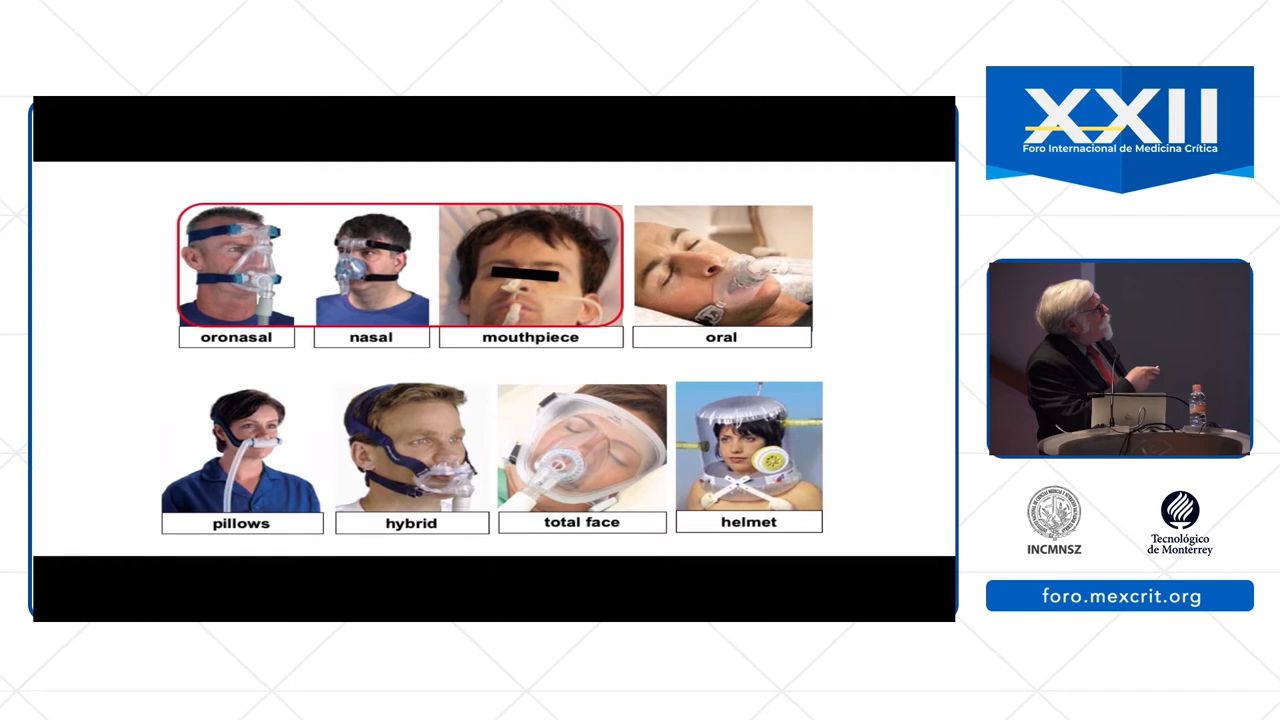 oronasal
nasal
mouthpiece
oral
pillows
hybrid
total face
helmet
XXII
Foro Internacional de Medicina Crítica
INCMNSZ
Tecnológico
de Monterrey
foro.mexcrit.org